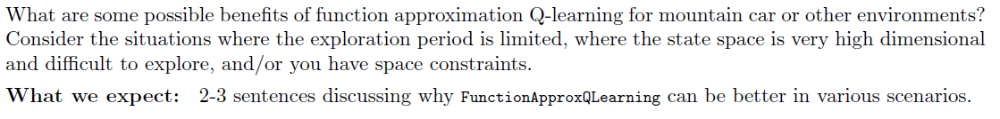 What are some possible benefits of function approximation Q-learning for mountain car or other environments?
Consider the situations where the exploration period is limited, where the state space is very high dimensional
and difficult to explore, and/or you have space constraints.
What we expect: 2-3 sentences discussing why FunctionApproxQLearning can be better in various scenarios.